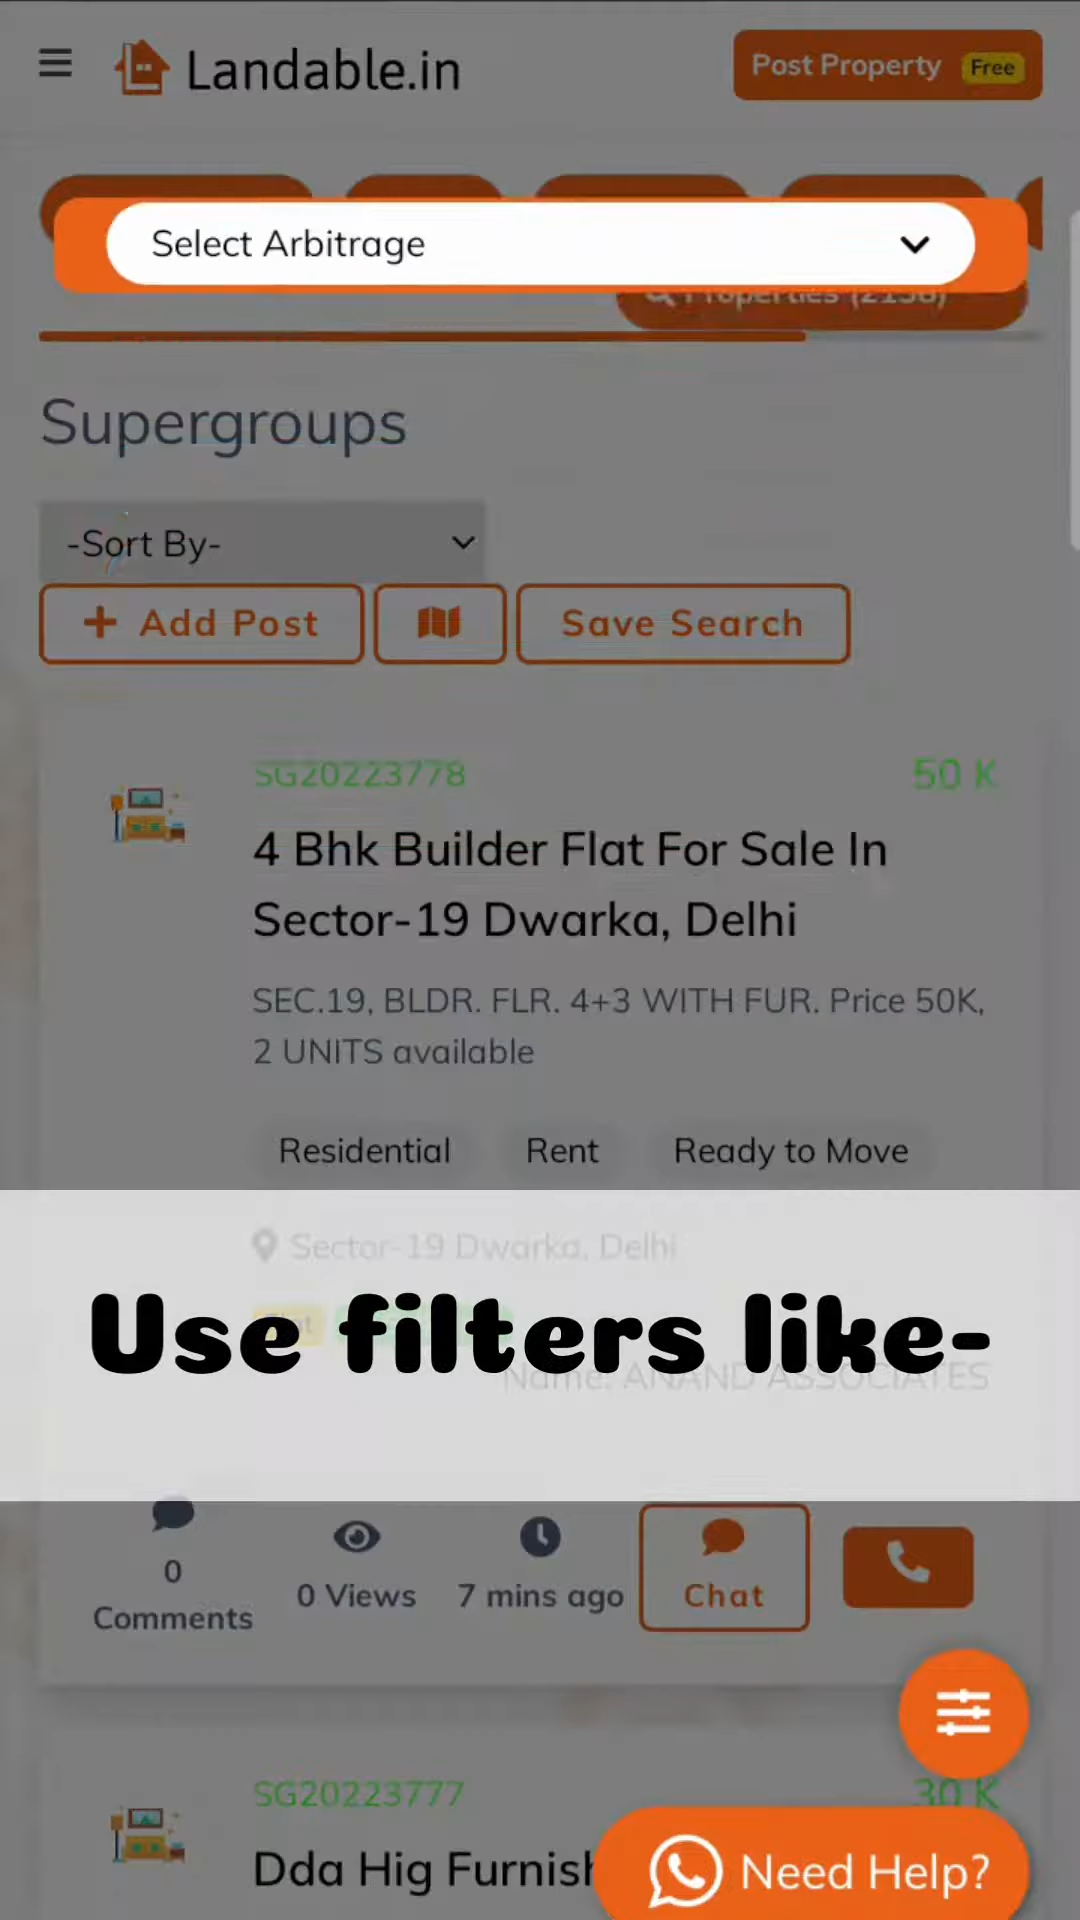 Landable.in
Post Property Free
Select Arbitrage
Properties (2138)
Supergroups
-Sort By-
+ Add Post
Save Search
SG20223778
50 K
4 Bhk Builder Flat For Sale In
Sector-19 Dwarka, Delhi
SEC.19, BLDR. FLR. 4+3 WITH FUR. Price 50K,
2 UNITS available
Residential Rent Ready to Move
Sector-19 Dwarka, Delhi
Use filters like-
Name: ANAND ASSOCIATES
0
Comments
0 Views
7 mins ago
Chat
SG20223777
30 K
Dda Hig Furnish
Need Help?